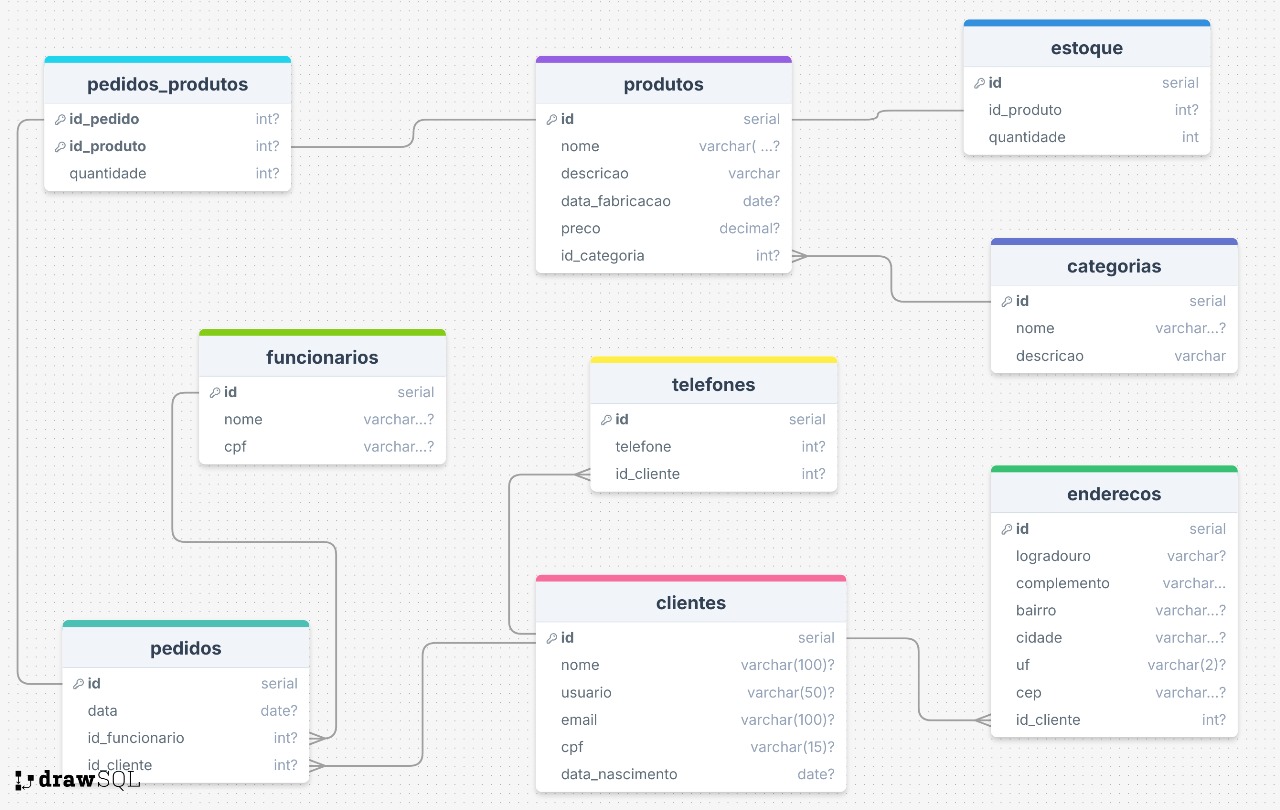 pedidos_produtos
id_pedido int?
id_produto int?
quantidade int?
produtos
id serial
nome varchar( ...?
descricao varchar
data_fabricacao date?
preco decimal?
id_categoria int?
estoque
id serial
id_produto int?
quantidade int
categorias
id serial
nome varchar...?
descricao varchar
funcionarios
id serial
nome varchar...?
cpf varchar...?
telefones
id serial
telefone int?
id_cliente int?
enderecos
id serial
logradouro varchar?
complemento varchar...
bairro varchar...?
cidade varchar...?
uf varchar(2)?
cep varchar...?
id_cliente int?
clientes
id serial
nome varchar(100)?
usuario varchar(50)?
email varchar(100)?
cpf varchar(15)?
data_nascimento date?
pedidos
id serial
data date?
id_funcionario int?
id_cliente int?
drawSQL